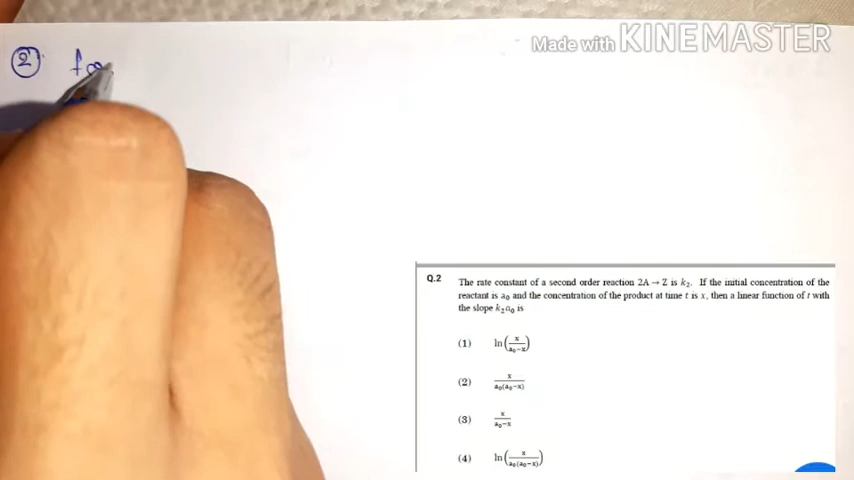 Made with KINEMASTER
② fo
Q.2 The rate constant of a second order reaction 2A → Z is k₂. If the initial concentration of the
reactant is a₀ and the concentration of the product at time t is x, then a linear function of t with
the slope k₂a₀ is
(1) ln(x/(a₀−x))
(2) x/(a₀(a₀−x))
(3) x/(a₀−x)
(4) ln(x/(a₀(a₀−x)))